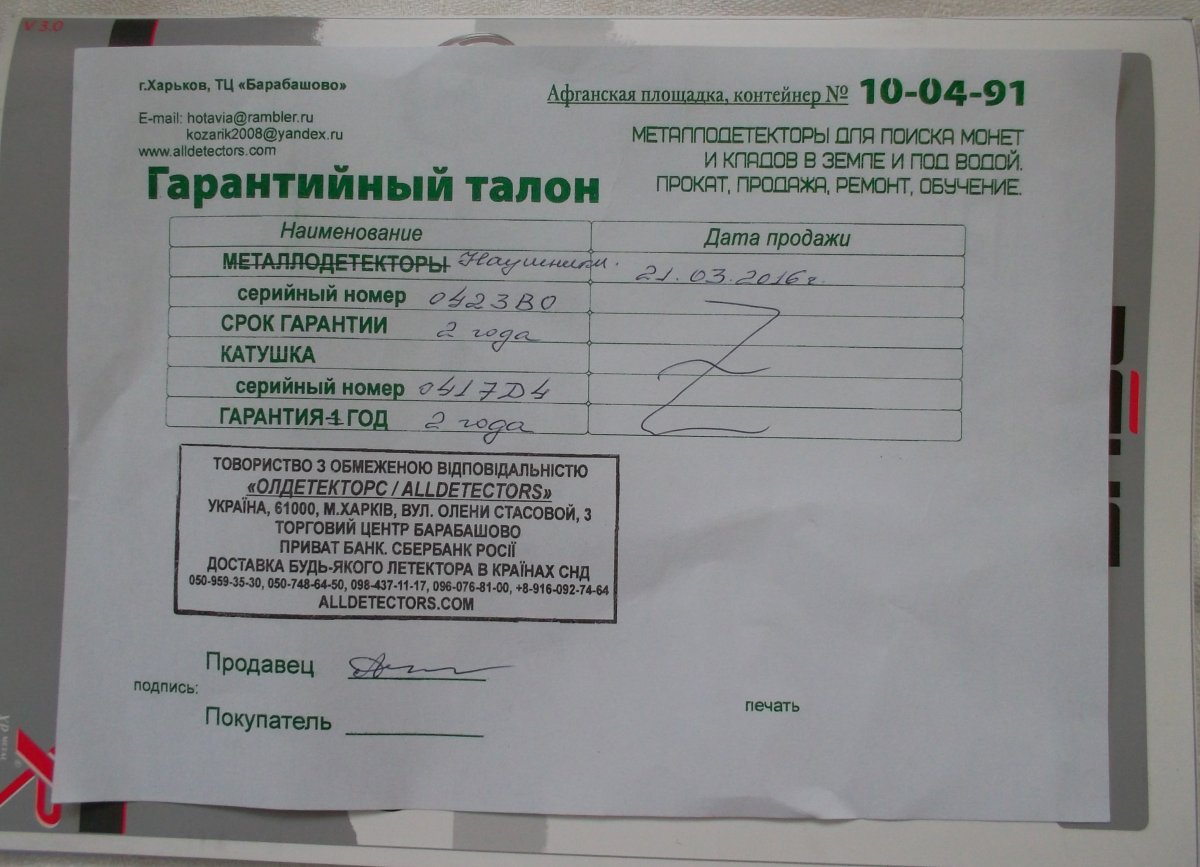 V 3.0
г.Харьков, ТЦ «Барабашово»
Афганская площадка, контейнер № 10-04-91
E-mail: hotavia@rambler.ru
kozarik2008@yandex.ru
www.alldetectors.com
МЕТАЛЛОДЕТЕКТОРЫ ДЛЯ ПОИСКА МОНЕТ
И КЛАДОВ В ЗЕМЛЕ И ПОД ВОДОЙ.
ПРОКАТ, ПРОДАЖА, РЕМОНТ, ОБУЧЕНИЕ.
Гарантийный талон
Наименование Дата продажи
МЕТАЛЛОДЕТЕКТОРЫ Наушники. 21.03.2016г.
серийный номер 0423B0
СРОК ГАРАНТИИ 2 года
КАТУШКА
серийный номер 0417D4
ГАРАНТИЯ-1 ГОД 2 года
ТОВОРИСТВО З ОБМЕЖЕНОЮ ВІДПОВІДАЛЬНІСТЮ
«ОЛДЕТЕКТОРС / ALLDETECTORS»
УКРАЇНА, 61000, М.ХАРКІВ, ВУЛ. ОЛЕНИ СТАСОВОЙ, 3
ТОРГОВИЙ ЦЕНТР БАРАБАШОВО
ПРИВАТ БАНК. СБЕРБАНК РОСІЇ
ДОСТАВКА БУДЬ-ЯКОГО ЛЕТЕКТОРА В КРАЇНАХ СНД
050-959-35-30, 050-748-64-50, 098-437-11-17, 096-076-81-00, +8-916-092-74-64
ALLDETECTORS.COM
Продавец
подпись:
Покупатель
печать